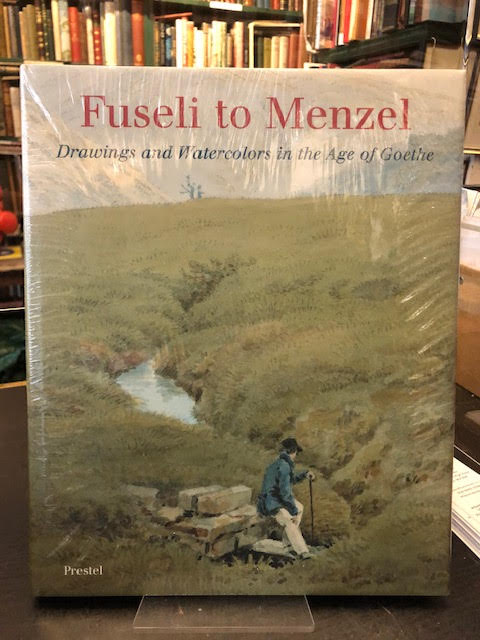 Fuseli to Menzel
Drawings and Watercolors in the Age of Goethe
Prestel